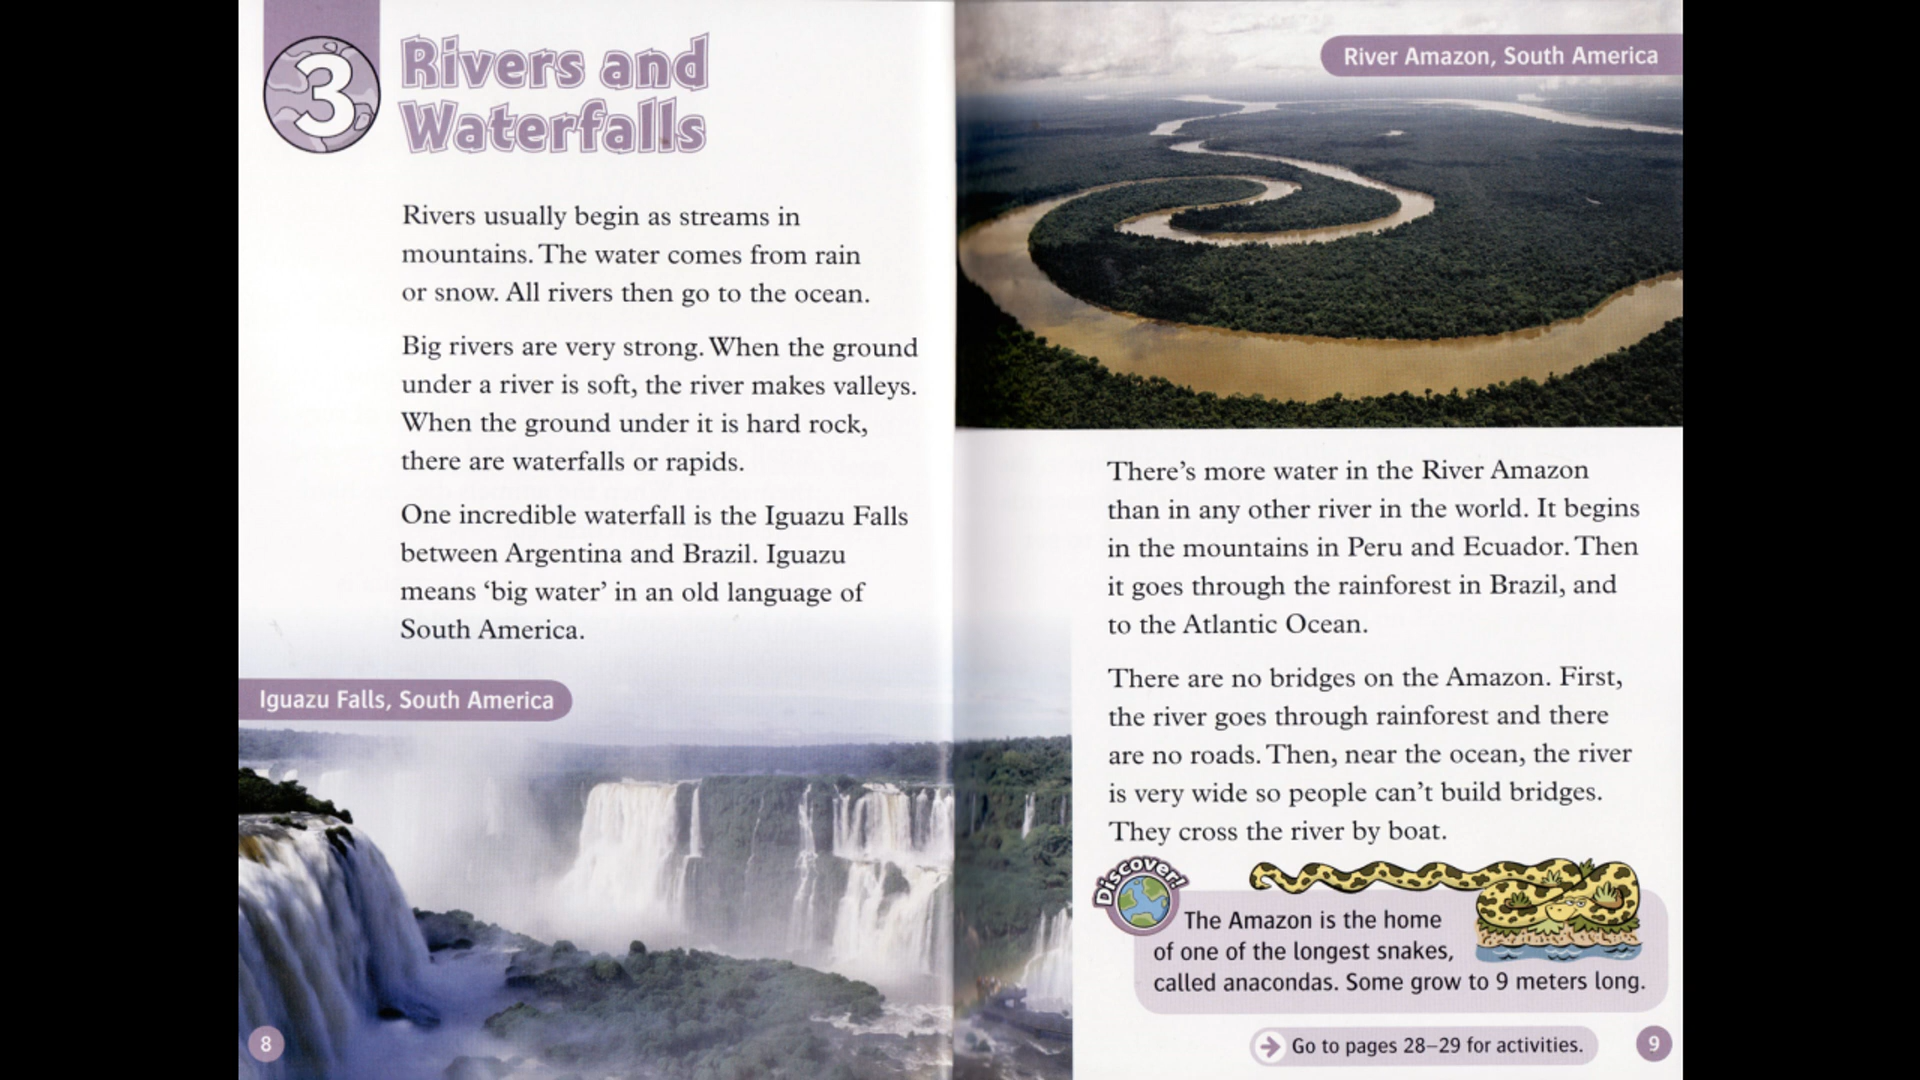 3
Rivers and
Waterfalls
Rivers usually begin as streams in
mountains. The water comes from rain
or snow. All rivers then go to the ocean.
Big rivers are very strong. When the ground
under a river is soft, the river makes valleys.
When the ground under it is hard rock,
there are waterfalls or rapids.
One incredible waterfall is the Iguazu Falls
between Argentina and Brazil. Iguazu
means ‘big water’ in an old language of
South America.
Iguazu Falls, South America
8
River Amazon, South America
There’s more water in the River Amazon
than in any other river in the world. It begins
in the mountains in Peru and Ecuador. Then
it goes through the rainforest in Brazil, and
to the Atlantic Ocean.
There are no bridges on the Amazon. First,
the river goes through rainforest and there
are no roads. Then, near the ocean, the river
is very wide so people can’t build bridges.
They cross the river by boat.
Discover!
The Amazon is the home
of one of the longest snakes,
called anacondas. Some grow to 9 meters long.
Go to pages 28–29 for activities.
9